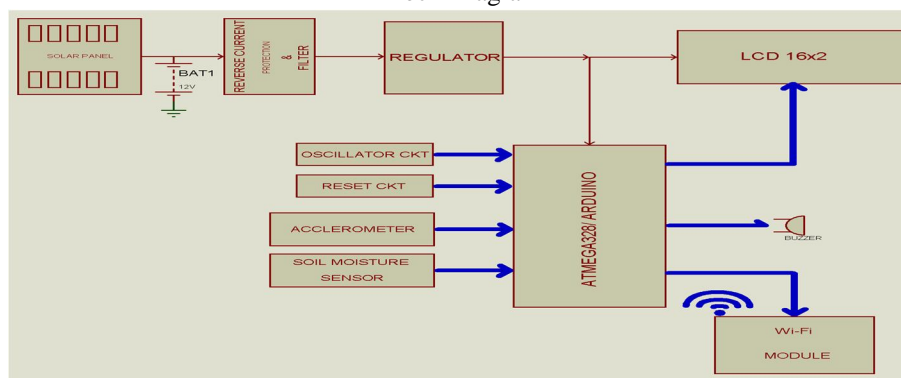 SOLAR PANEL
BAT1
12V
REVERSE CURRENT
PROTECTION
&
FILTER
REGULATOR
LCD 16x2
OSCILLATOR CKT
RESET CKT
ACCLEROMETER
SOIL MOISTURE
SENSOR
ATMEGA328/ ARDUINO
BUZZER
Wi-Fi
MODULE